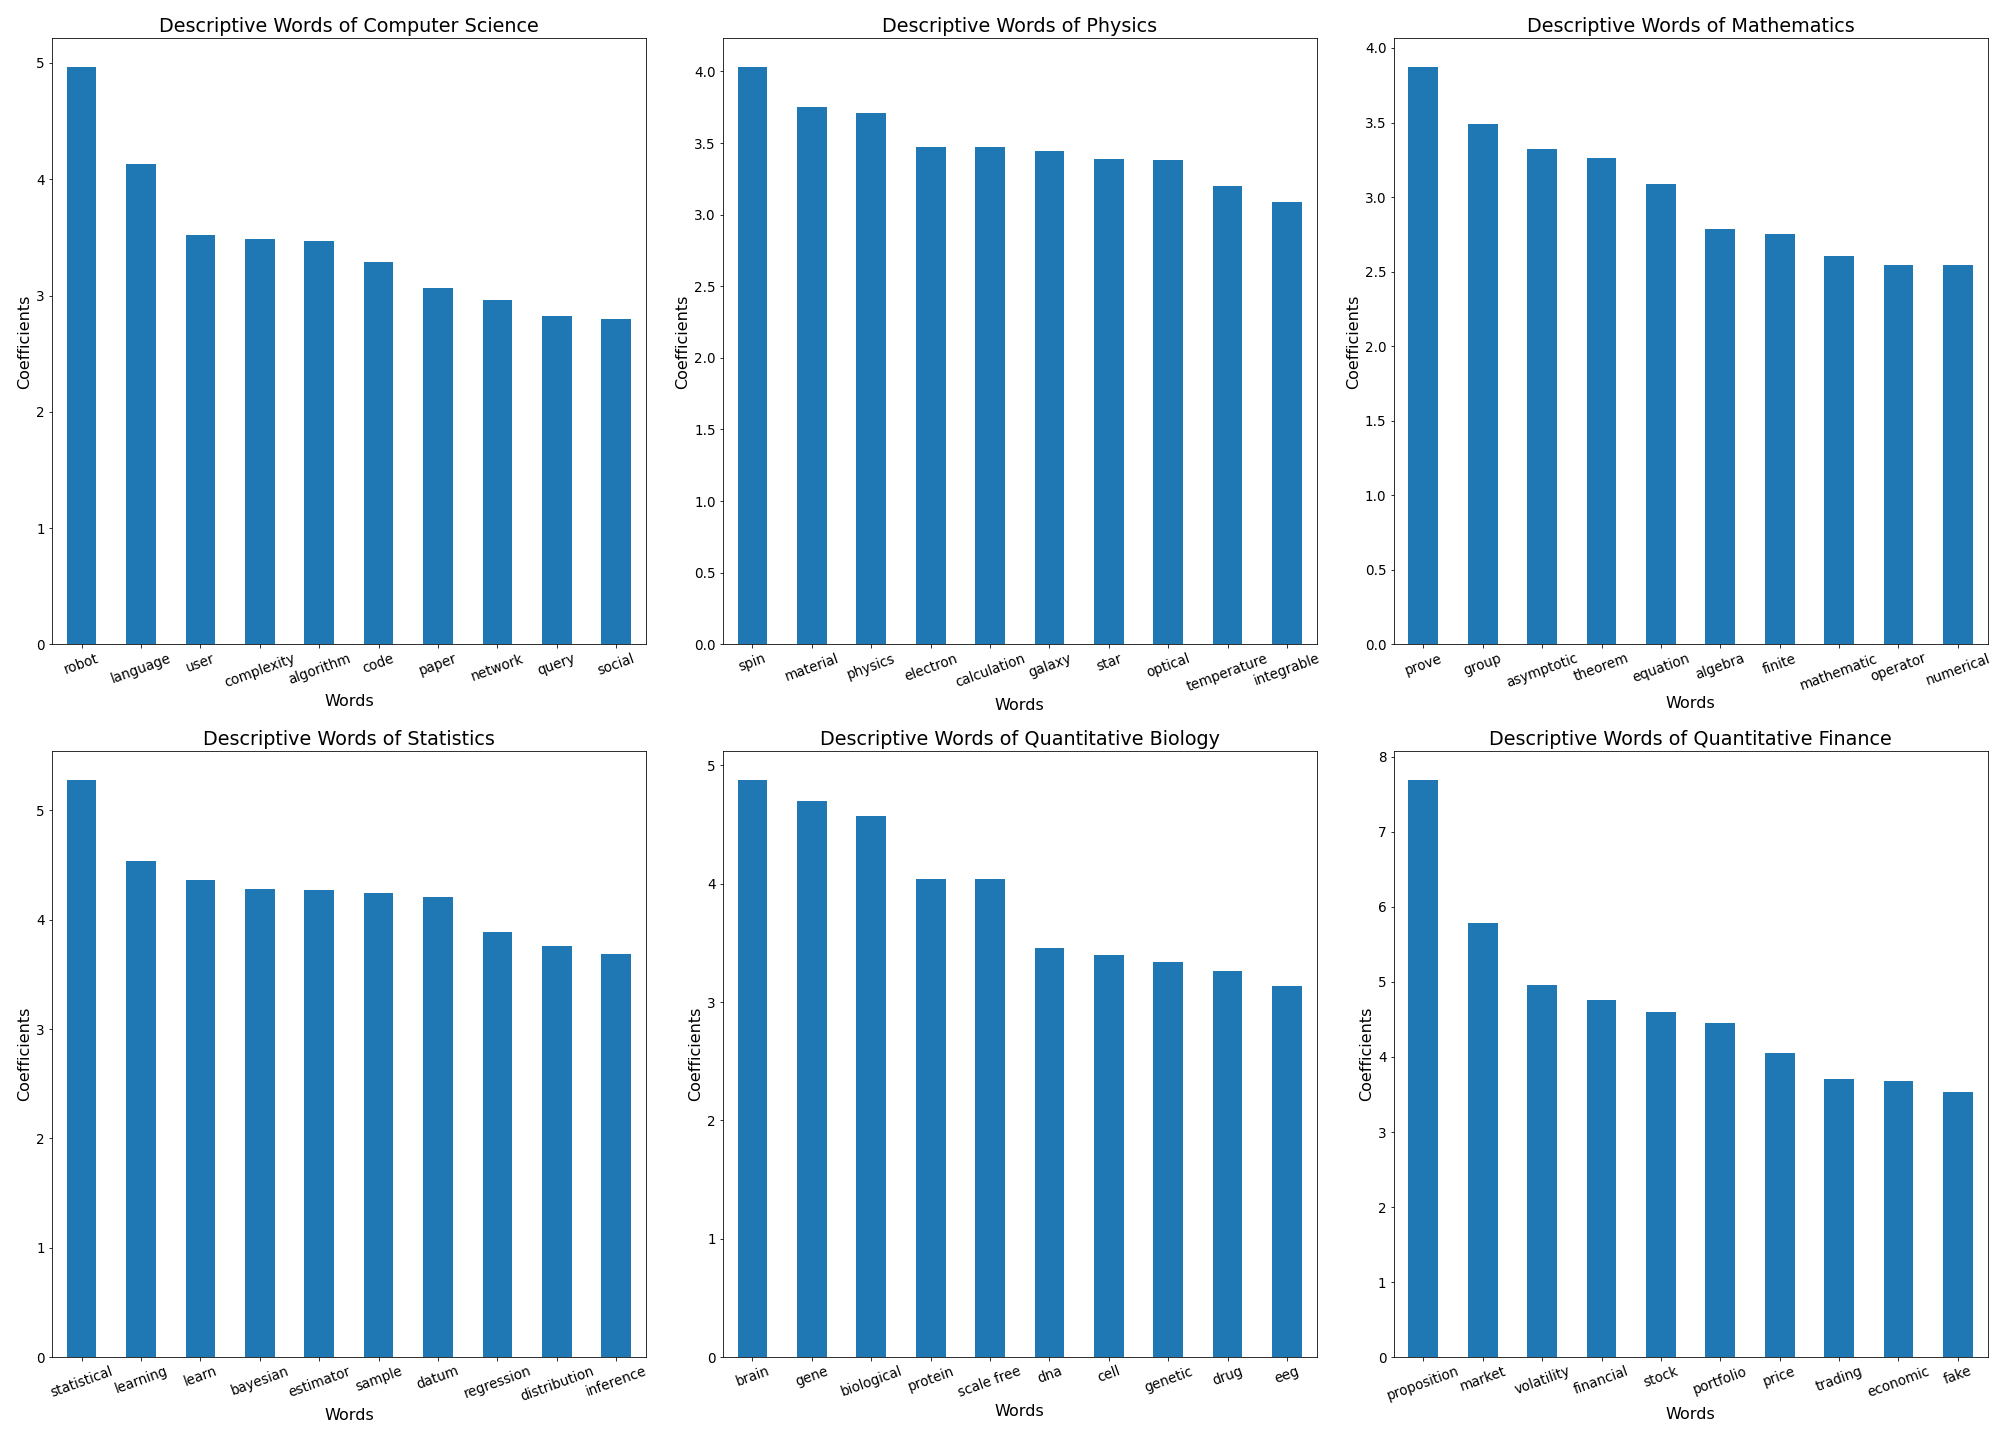 Descriptive Words of Computer Science
Coefficients
5
4
3
2
1
0
robot language user complexity algorithm code paper network query social
Words
Descriptive Words of Physics
Coefficients
4.0
3.5
3.0
2.5
2.0
1.5
1.0
0.5
0.0
spin material physics electron calculation galaxy star optical temperature integrable
Words
Descriptive Words of Mathematics
Coefficients
4.0
3.5
3.0
2.5
2.0
1.5
1.0
0.5
0.0
prove group asymptotic theorem equation algebra finite mathematic operator numerical
Words
Descriptive Words of Statistics
Coefficients
5
4
3
2
1
0
statistical learning learn bayesian estimator sample datum regression distribution inference
Words
Descriptive Words of Quantitative Biology
Coefficients
5
4
3
2
1
0
brain gene biological protein scale free dna cell genetic drug eeg
Words
Descriptive Words of Quantitative Finance
Coefficients
8
7
6
5
4
3
2
1
0
proposition market volatility financial stock portfolio price trading economic fake
Words